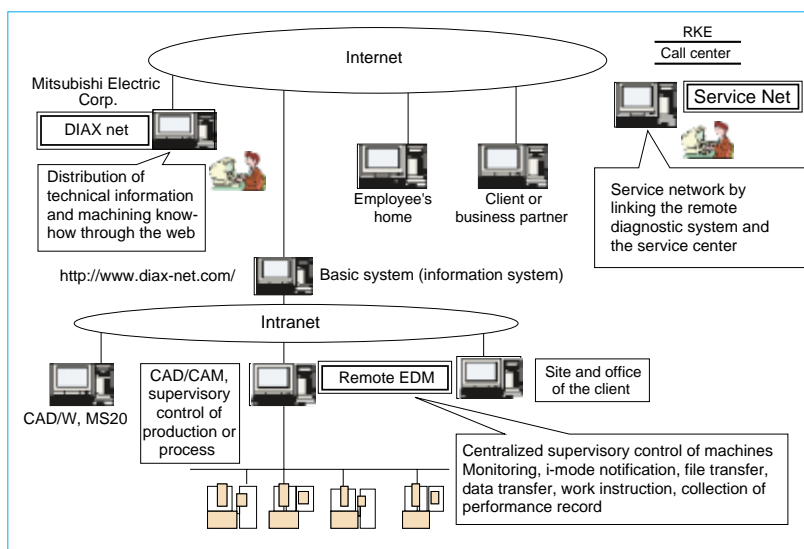 Internet
RKE
Call center
Service Net
Mitsubishi Electric
Corp.
DIAX net
Distribution of
technical information
and machining know-
how through the web
Employee's
home
Client or
business partner
Service network by
linking the remote
diagnostic system and
the service center
http://www.diax-net.com/
Basic system (information system)
Intranet
CAD/W, MS20
CAD/CAM,
supervisory
control of
production or
process
Remote EDM
Site and office
of the client
Centralized supervisory control of machines
Monitoring, i-mode notification, file transfer,
data transfer, work instruction, collection of
performance record